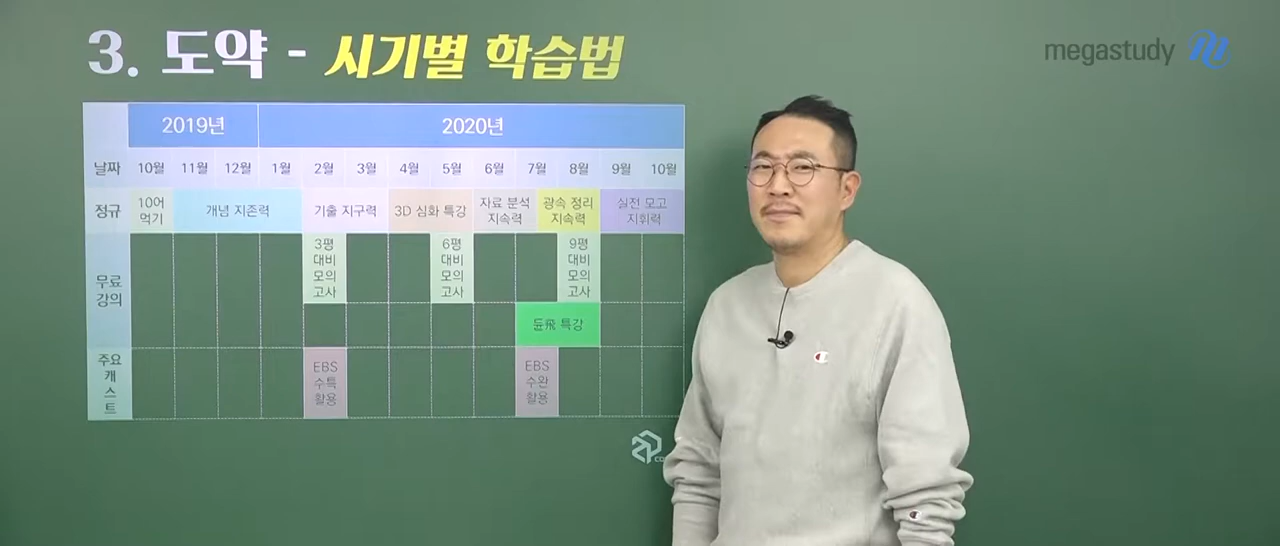 3. 도약 - 시기별 학습법
megastudy
2019년 2020년
날짜 10월 11월 12월 1월 2월 3월 4월 5월 6월 7월 8월 9월 10월
정규
10어
먹기
개념 지존력
기출 지구력
3D 심화 특강
자료 분석
지속력
광속 정리
지속력
실전 모고
지휘력
무료
강의
3평
대비
모의
고사
6평
대비
모의
고사
9평
대비
모의
고사
둔飛 특강
주요
캐
스
트
EBS
수특
활용
EBS
수완
활용